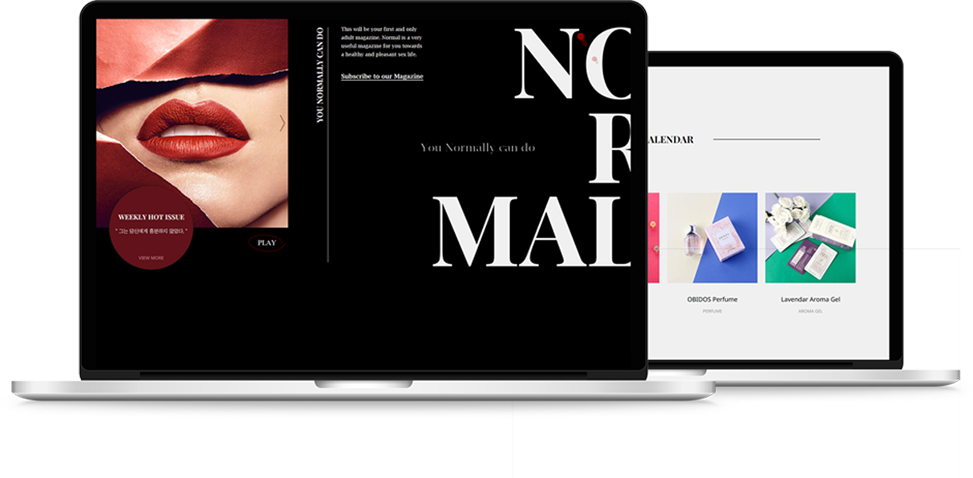 WEEKLY HOT ISSUE
" 그는 당신에게 흥분하지 않았다. "
VIEW MORE
PLAY
YOU NORMALLY CAN DO
This will be your first and only
adult magazine. Normal is a very
useful magazine for you towards
a healthy and pleasant sex life.
Subscribe to our Magazine
You Normally can do
NO
R
MAL
ALENDAR
OBIDOS Perfume
PERFUME
Lavendar Aroma Gel
AROMA GEL